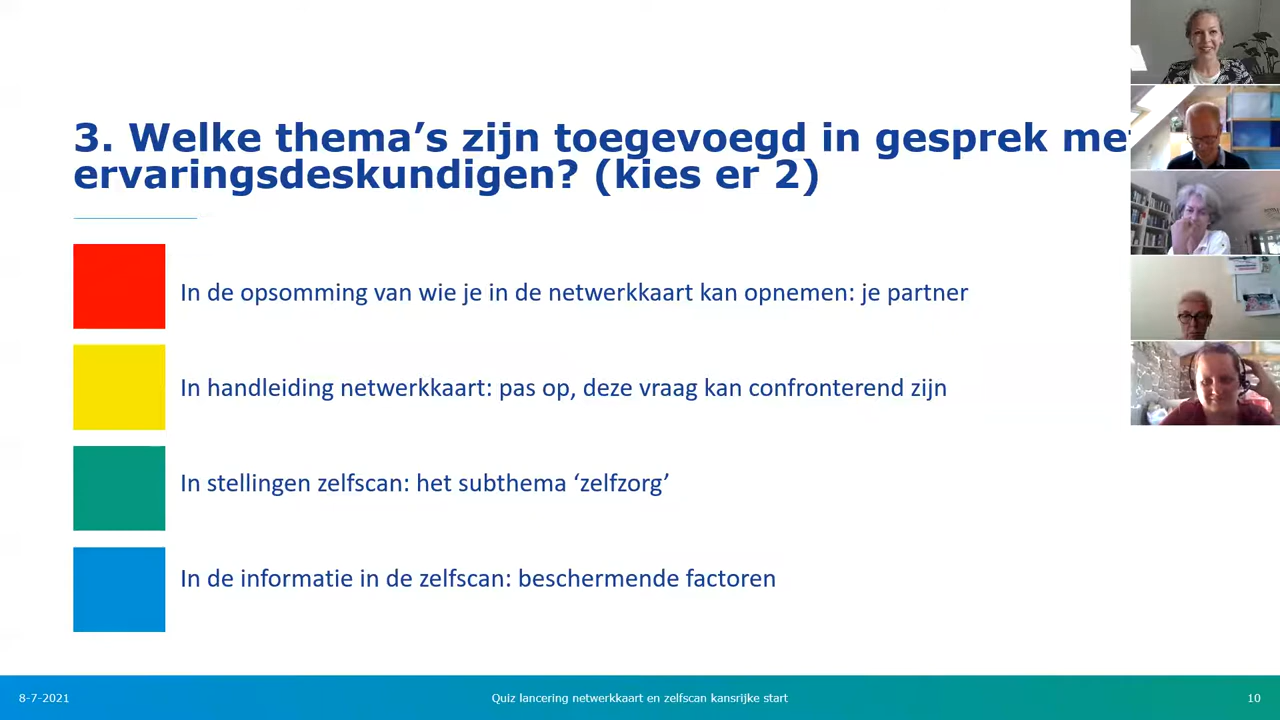 3. Welke thema’s zijn toegevoegd in gesprek me
ervaringsdeskundigen? (kies er 2)
In de opsomming van wie je in de netwerkkaart kan opnemen: je partner
In handleiding netwerkkaart: pas op, deze vraag kan confronterend zijn
In stellingen zelfscan: het subthema ‘zelfzorg’
In de informatie in de zelfscan: beschermende factoren
8-7-2021 Quiz lancering netwerkkaart en zelfscan kansrijke start 10